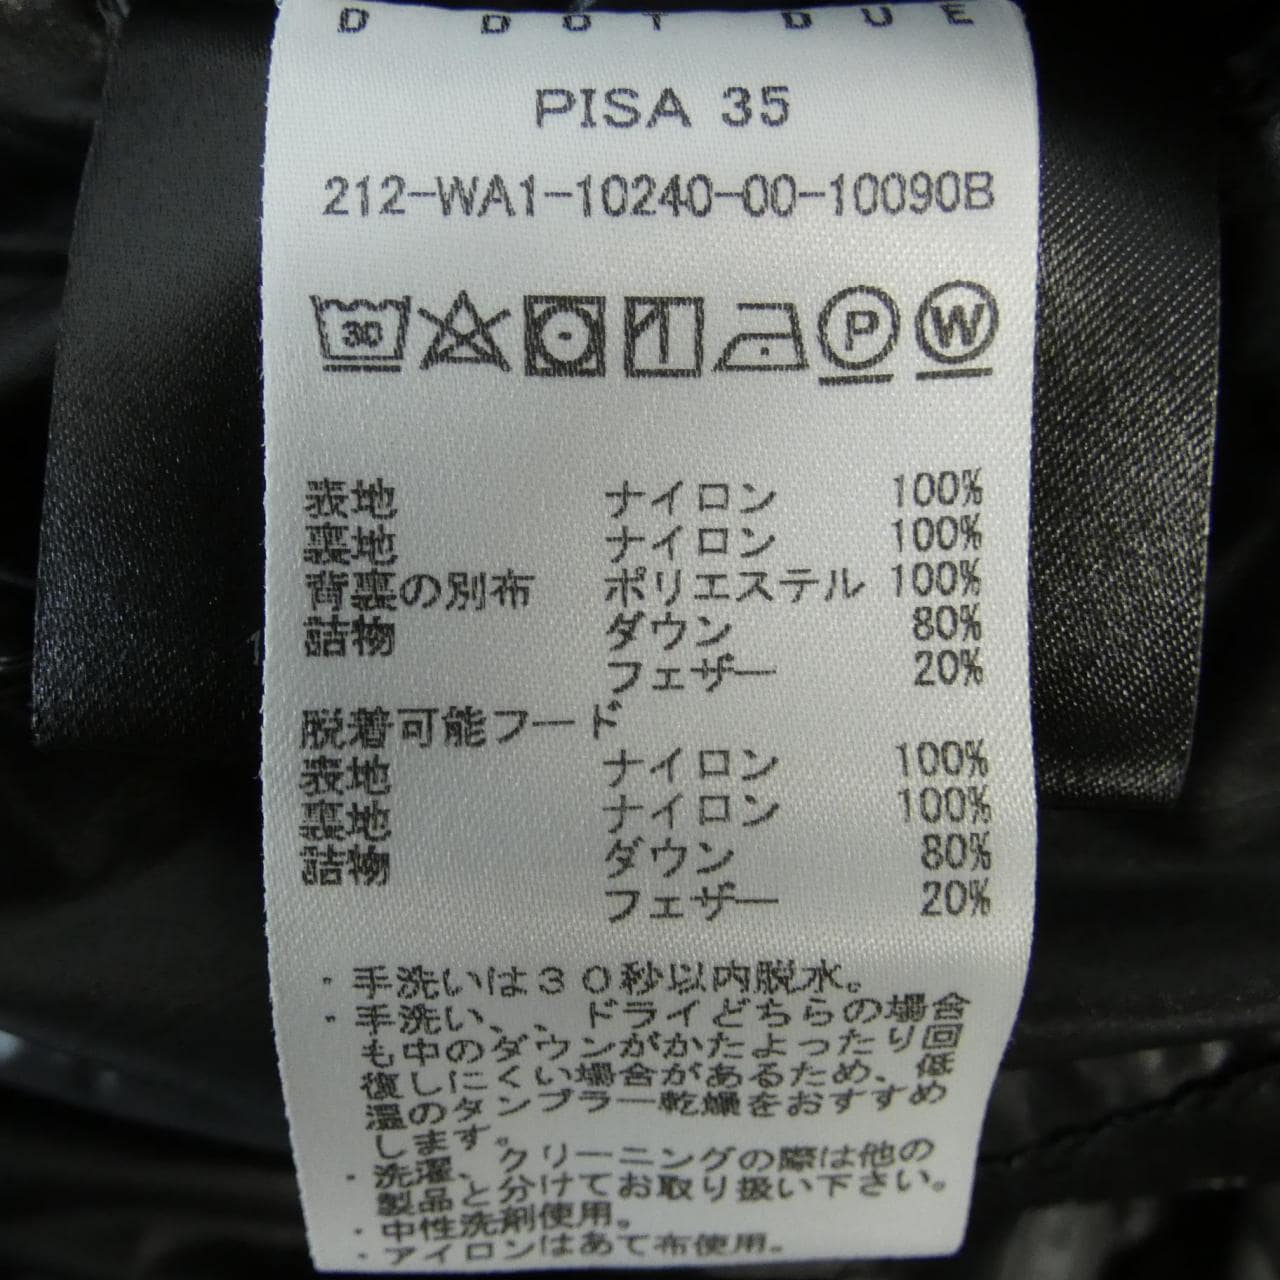 D DOT DUE
PISA 35
212-WA1-10240-00-10090B
30 P W
表地 ナイロン 100%
裏地 ナイロン 100%
背裏の別布 ポリエステル 100%
詰物 ダウン 80%
フェザー 20%
脱着可能フード
表地 ナイロン 100%
裏地 ナイロン 100%
詰物 ダウン 80%
フェザー 20%
・手洗いは30秒以内脱水。
・手洗い、、ドライどちらの場合
も中のダウンがかたよったり回
復しにくい場合があるため、低
温のタンブラー乾燥をおすすめ
します。
・洗濯、クリーニングの際は他の
製品と分けてお取り扱い下さい。
・中性洗剤使用。
・アイロンはあて布使用。